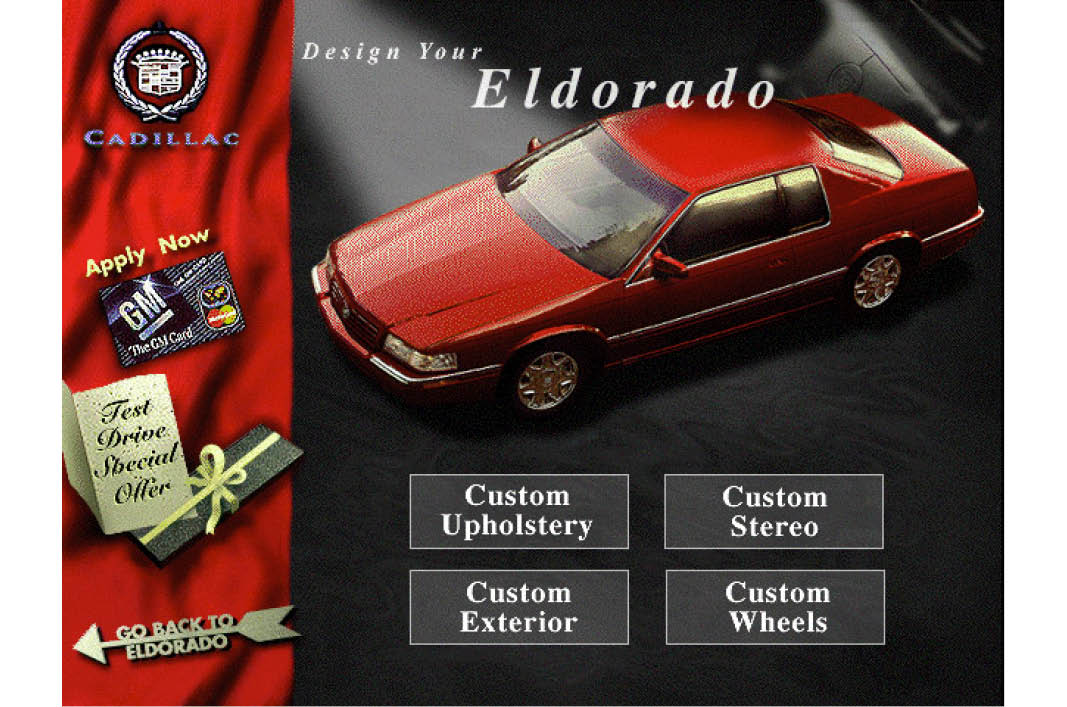 CADILLAC
Design Your
Eldorado
Apply Now
GM
The GM Card
MasterCard
Test
Drive
Special
Offer
GO BACK TO
ELDORADO
Custom
Upholstery
Custom
Stereo
Custom
Exterior
Custom
Wheels